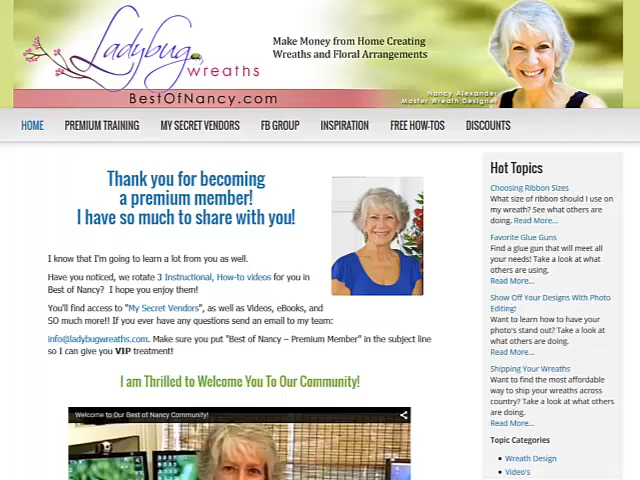 Ladybug
wreaths
BestOfNancy.com
Make Money from Home Creating
Wreaths and Floral Arrangements
Nancy Alexander
Master Wreath Designer
HOME PREMIUM TRAINING MY SECRET VENDORS FB GROUP INSPIRATION FREE HOW-TOS DISCOUNTS
Thank you for becoming
a premium member!
I have so much to share with you!
I know that I'm going to learn a lot from you as well.
Have you noticed, we rotate 3 Instructional, How-to videos for you in
Best of Nancy? I hope you enjoy them!
You'll find access to "My Secret Vendors", as well as Videos, eBooks, and
SO much more!! If you ever have any questions send an email to my team:
info@ladybugwreaths.com. Make sure you put "Best of Nancy – Premium Member" in the subject line
so I can give you VIP treatment!
I am Thrilled to Welcome You To Our Community!
Welcome to Our Best of Nancy Community!
Hot Topics
Choosing Ribbon Sizes
What size of ribbon should I use on
my wreath? See what others are
doing. Read More...
Favorite Glue Guns
Find a glue gun that will meet all
your needs! Take a look at what
others are using.
Read More...
Show Off Your Designs With Photo
Editing!
Want to learn how to have your
photo's stand out? Take a look at
what others are doing.
Read More...
Shipping Your Wreaths
Want to find the most affordable
way to ship your wreaths across
country? Take a look at what others
are doing.
Read More...
Topic Categories
Wreath Design
Video's